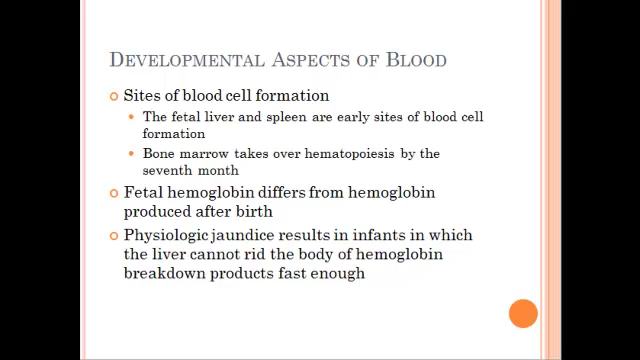 DEVELOPMENTAL ASPECTS OF BLOOD
Sites of blood cell formation
The fetal liver and spleen are early sites of blood cell
formation
Bone marrow takes over hematopoiesis by the
seventh month
Fetal hemoglobin differs from hemoglobin
produced after birth
Physiologic jaundice results in infants in which
the liver cannot rid the body of hemoglobin
breakdown products fast enough